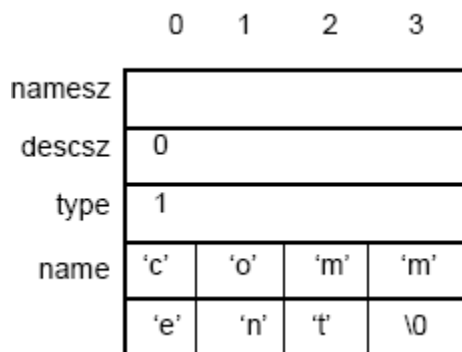 0 1 2 3
namesz
descsz 0
type 1
name ‘c’ ‘o’ ‘m’ ‘m’
‘e’ ‘n’ ‘t’ \0